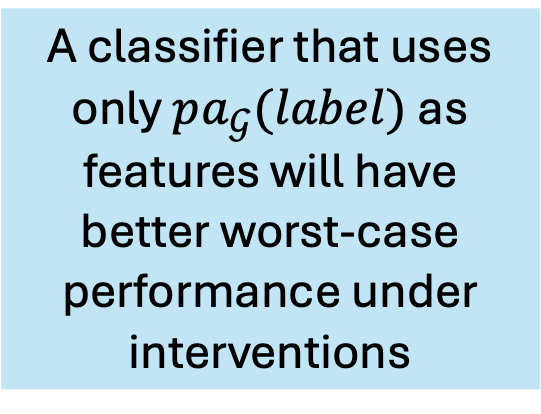 A classifier that uses
only 𝑝𝑎_𝒢(𝑙𝑎𝑏𝑒𝑙) as
features will have
better worst-case
performance under
interventions